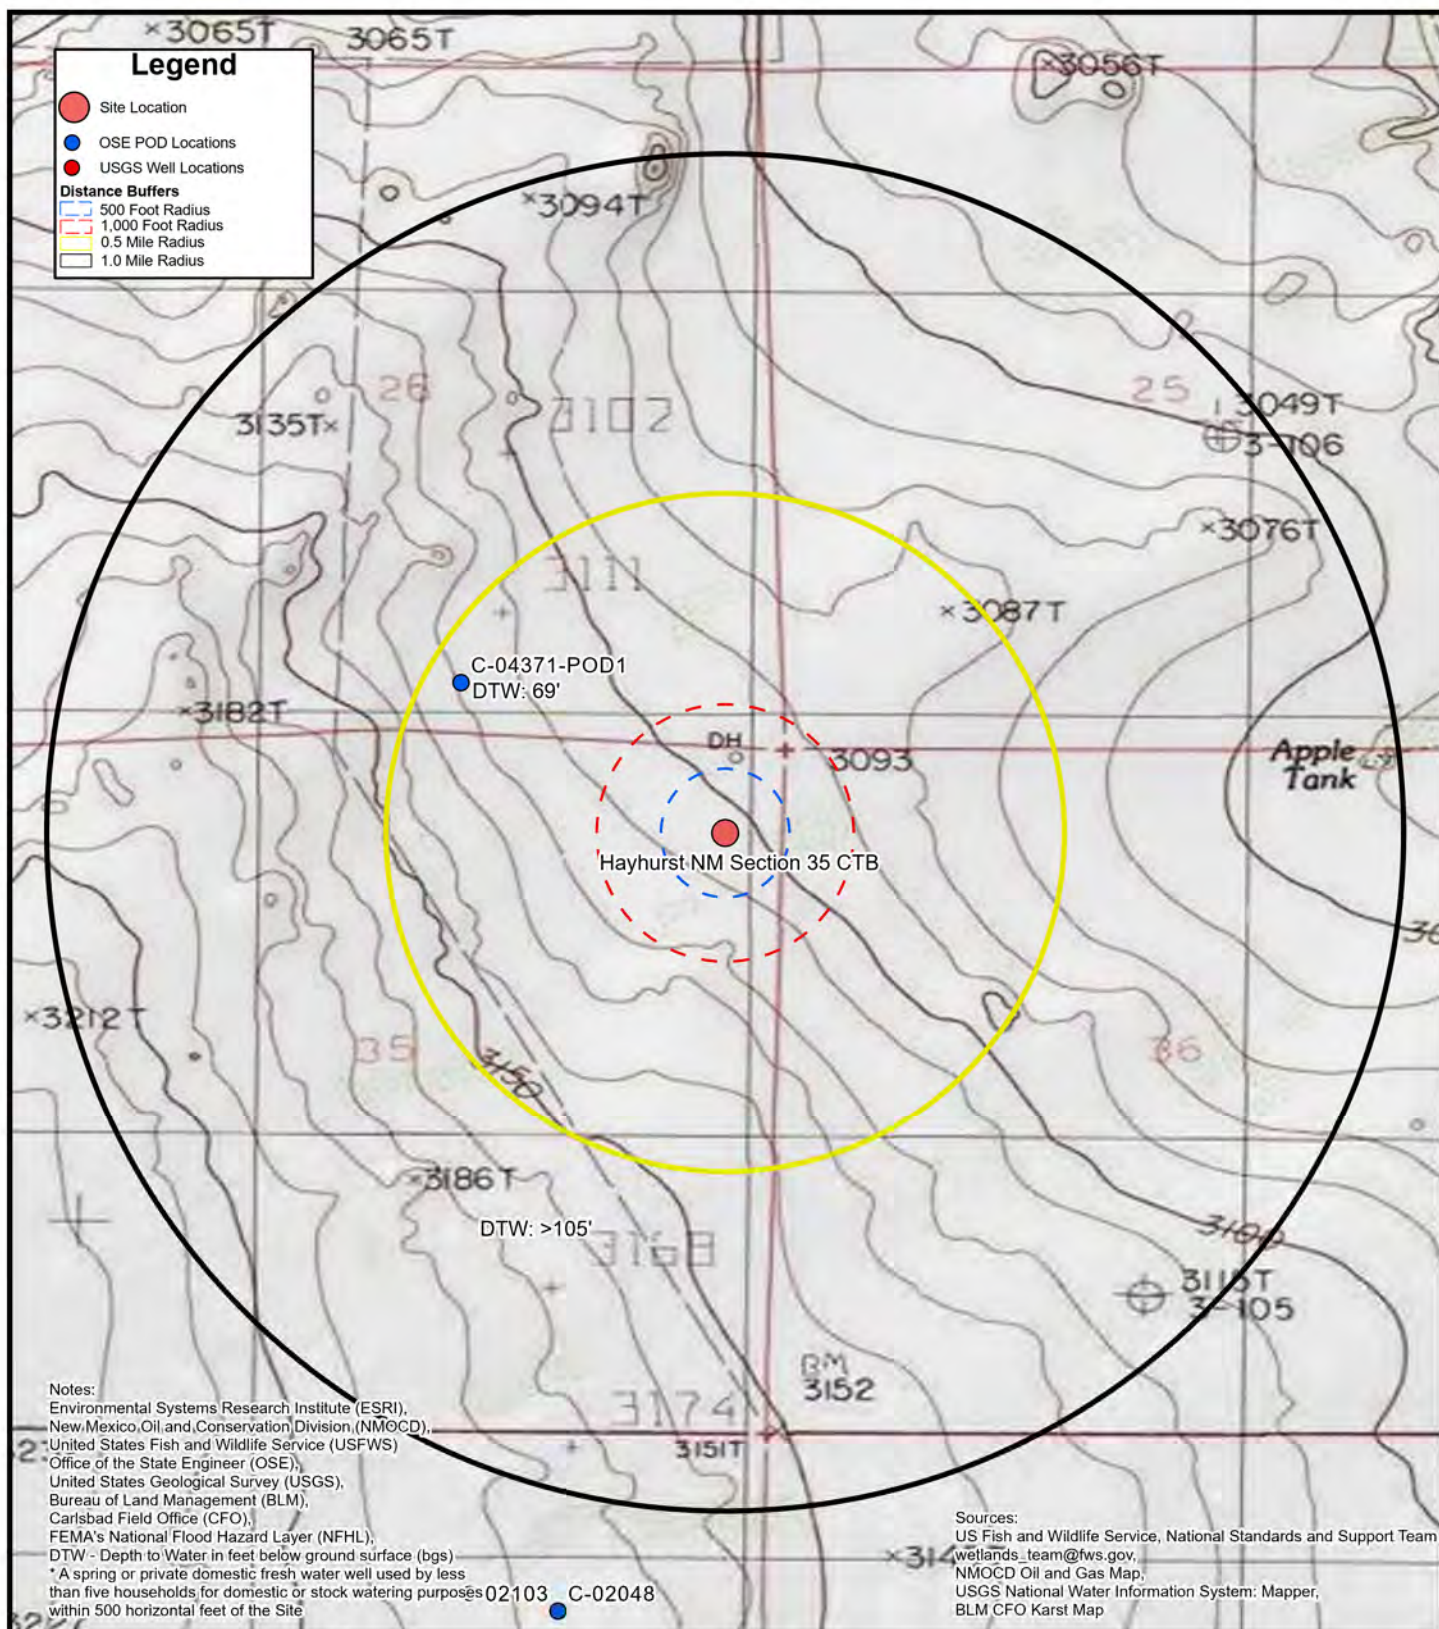 ×3065T
3065T
Legend
Site Location
OSE POD Locations
USGS Well Locations
Distance Buffers
500 Foot Radius
1,000 Foot Radius
0.5 Mile Radius
1.0 Mile Radius
×3056T
×3094T
26
3102
25
3049T
3-106
3135T×
×3076T
3111
×3087T
C-04371-POD1
DTW: 69'
×3182T
DH
3093
Apple
Tank
Hayhurst NM Section 35 CTB
×3212T
35
3150
36
×3186T
DTW: >105'
3168
3100
3115T
3-105
BM
3152
3174
3151T
Notes:
Environmental Systems Research Institute (ESRI),
New Mexico Oil and Conservation Division (NMOCD),
United States Fish and Wildlife Service (USFWS)
Office of the State Engineer (OSE),
United States Geological Survey (USGS),
Bureau of Land Management (BLM),
Carlsbad Field Office (CFO),
FEMA's National Flood Hazard Layer (NFHL),
DTW - Depth to Water in feet below ground surface (bgs)
* A spring or private domestic fresh water well used by less
than five households for domestic or stock watering purposes
within 500 horizontal feet of the Site
02103 C-02048
Sources:
US Fish and Wildlife Service, National Standards and Support Team
wetlands_team@fws.gov,
NMOCD Oil and Gas Map,
USGS National Water Information System: Mapper,
BLM CFO Karst Map